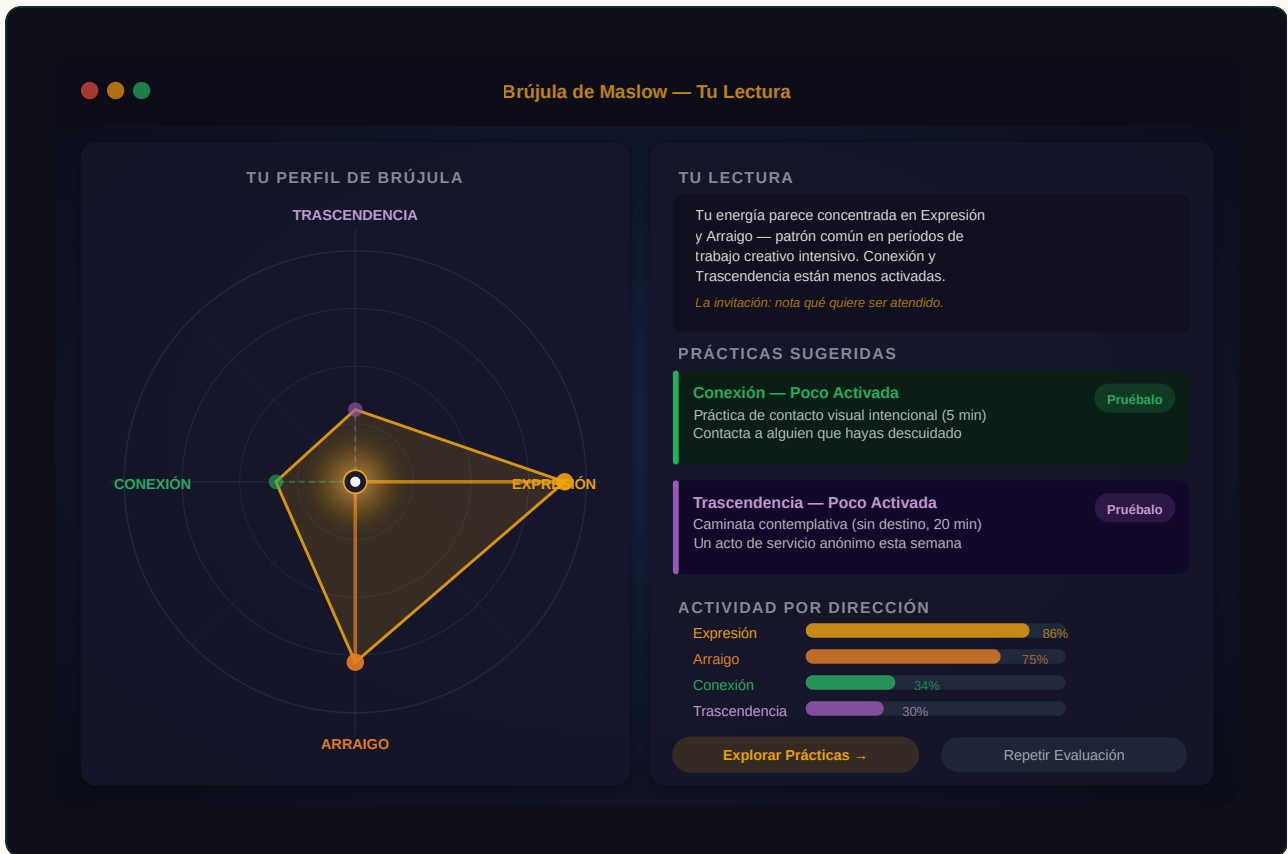 Brújula de Maslow — Tu Lectura
TU PERFIL DE BRÚJULA
TRASCENDENCIA
CONEXIÓN
EXPRESIÓN
ARRAIGO
TU LECTURA
Tu energía parece concentrada en Expresión
y Arraigo — patrón común en períodos de
trabajo creativo intensivo. Conexión y
Trascendencia están menos activadas.
La invitación: nota qué quiere ser atendido.
PRÁCTICAS SUGERIDAS
Conexión — Poco Activada
Pruébalo
Práctica de contacto visual intencional (5 min)
Contacta a alguien que hayas descuidado
Trascendencia — Poco Activada
Pruébalo
Caminata contemplativa (sin destino, 20 min)
Un acto de servicio anónimo esta semana
ACTIVIDAD POR DIRECCIÓN
Expresión 86%
Arraigo 75%
Conexión 34%
Trascendencia 30%
Explorar Prácticas →
Repetir Evaluación